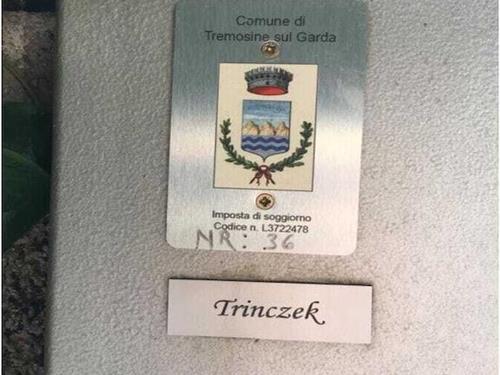 Comune di
Tremosine sul Garda
Imposta di soggiorno
Codice n. L3722478
NR: 36
Trinczek